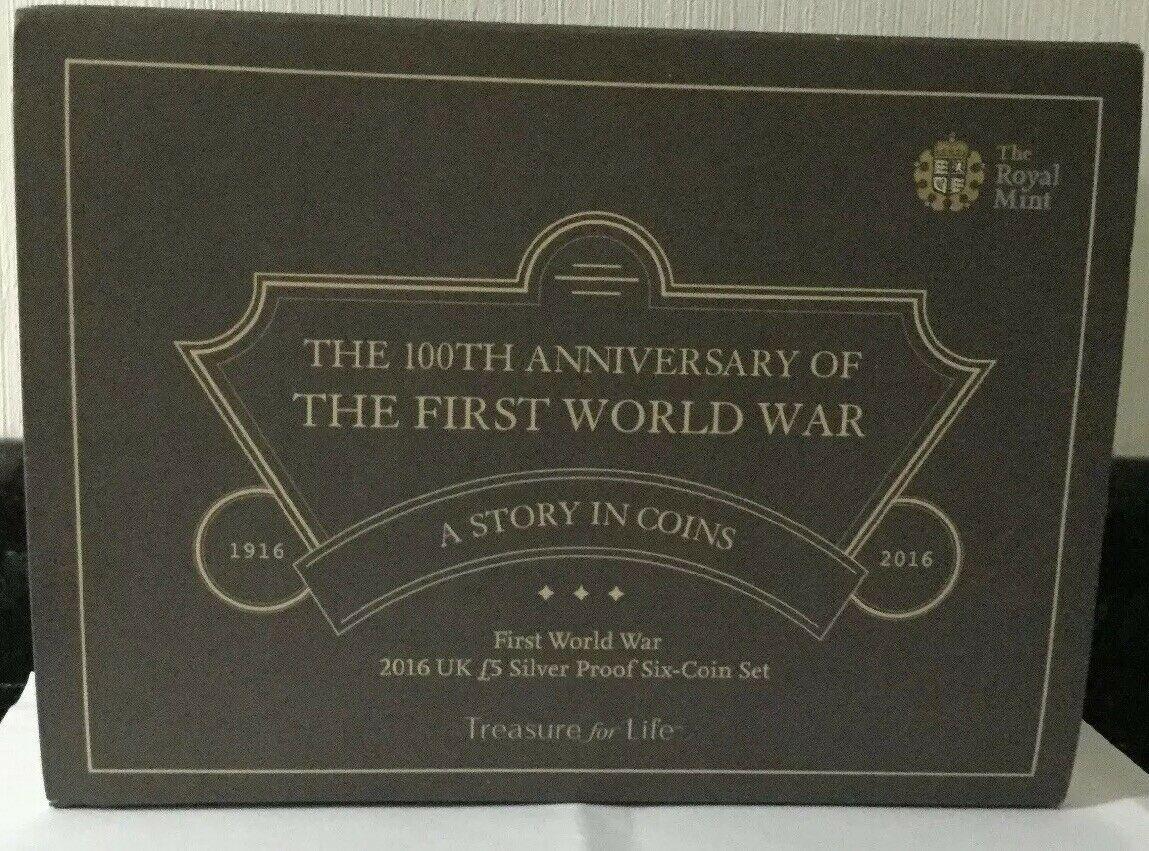 The
Royal
Mint
THE 100TH ANNIVERSARY OF
THE FIRST WORLD WAR
A STORY IN COINS
1916
2016
First World War
2016 UK £5 Silver Proof Six-Coin Set
Treasure for Life™